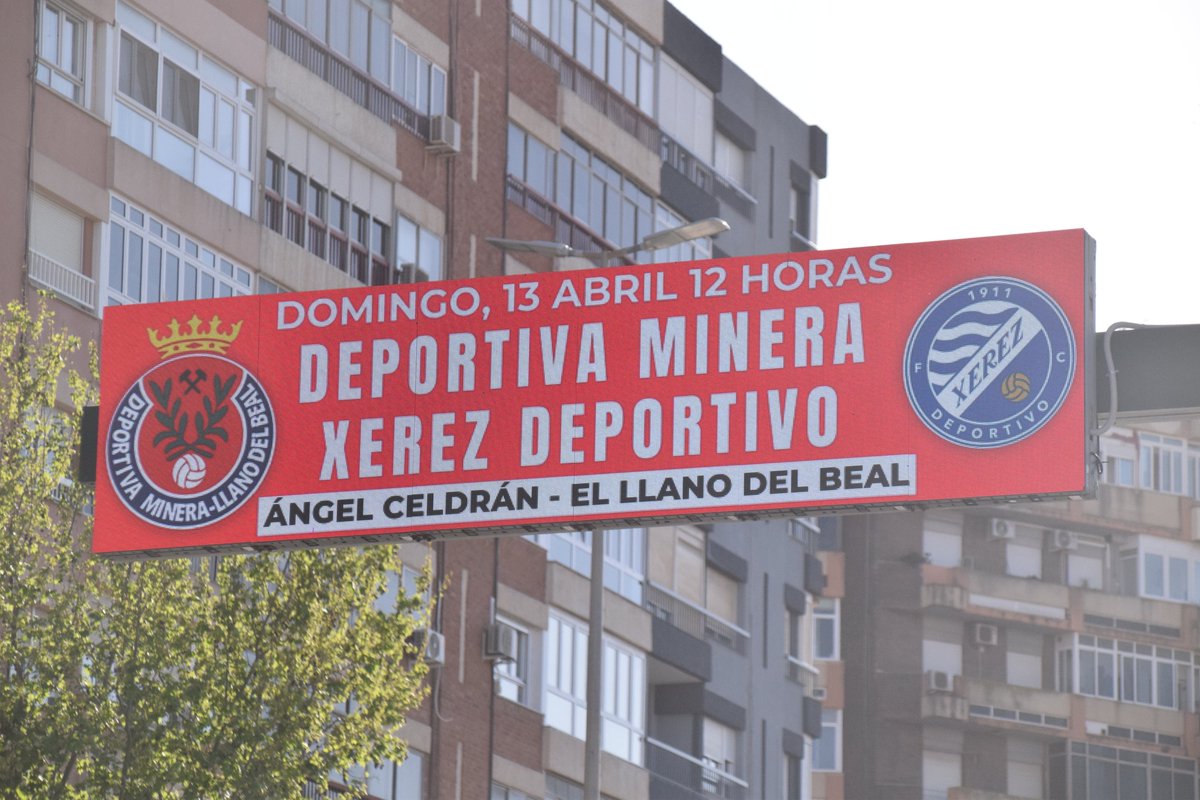 DOMINGO, 13 ABRIL 12 HORAS
DEPORTIVA MINERA
XEREZ DEPORTIVO
ÁNGEL CELDRÁN - EL LLANO DEL BEAL
DEPORTIVA MINERA-LLANO DEL BEAL
1911
XEREZ
F C
DEPORTIVO